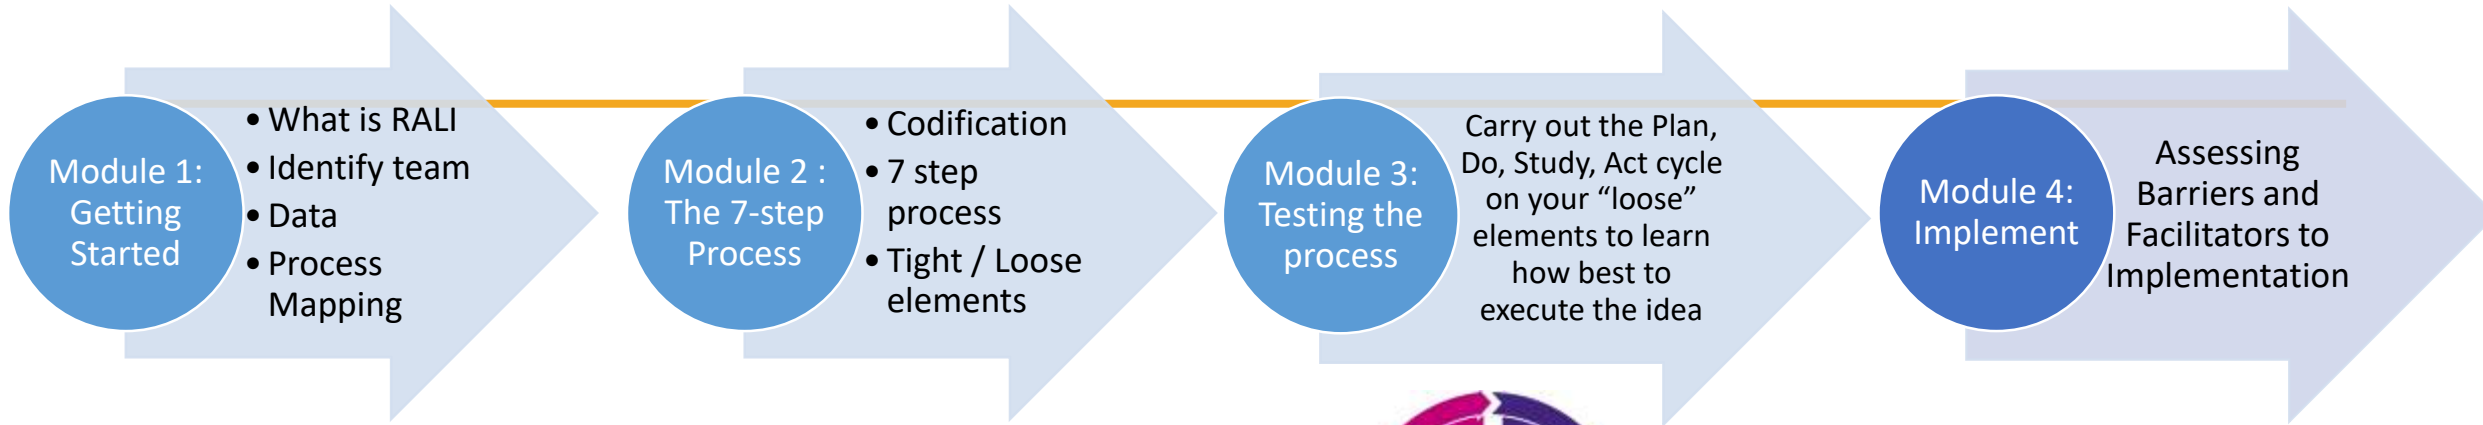 Module 1:
Getting
Started
• What is RALI
• Identify team
• Data
• Process
Mapping
Module 2 :
The 7-step
Process
• Codification
• 7 step
process
• Tight / Loose
elements
Module 3:
Testing the
process
Carry out the Plan,
Do, Study, Act cycle
on your “loose”
elements to learn
how best to
execute the idea
Module 4:
Implement
Assessing
Barriers and
Facilitators to
Implementation